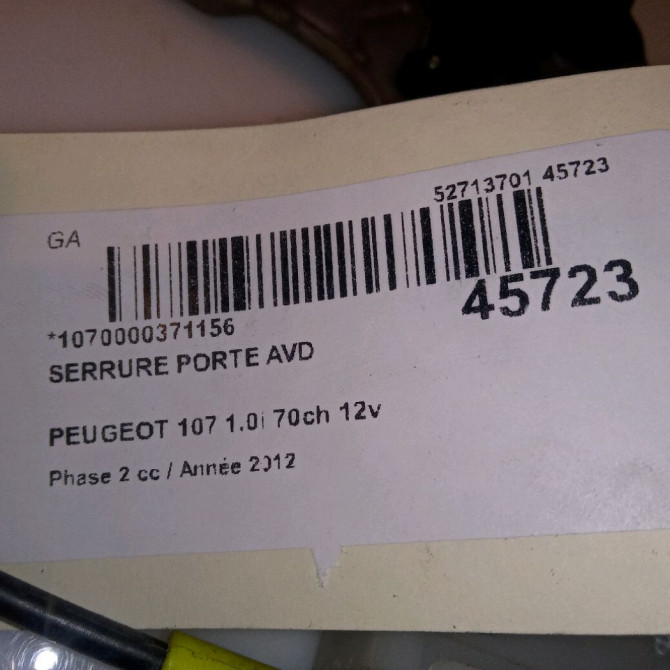 52713701 45723
GA
45723
*1070000371156
SERRURE PORTE AVD
PEUGEOT 107 1.0i 70ch 12v
Phase 2 cc / Année 2012